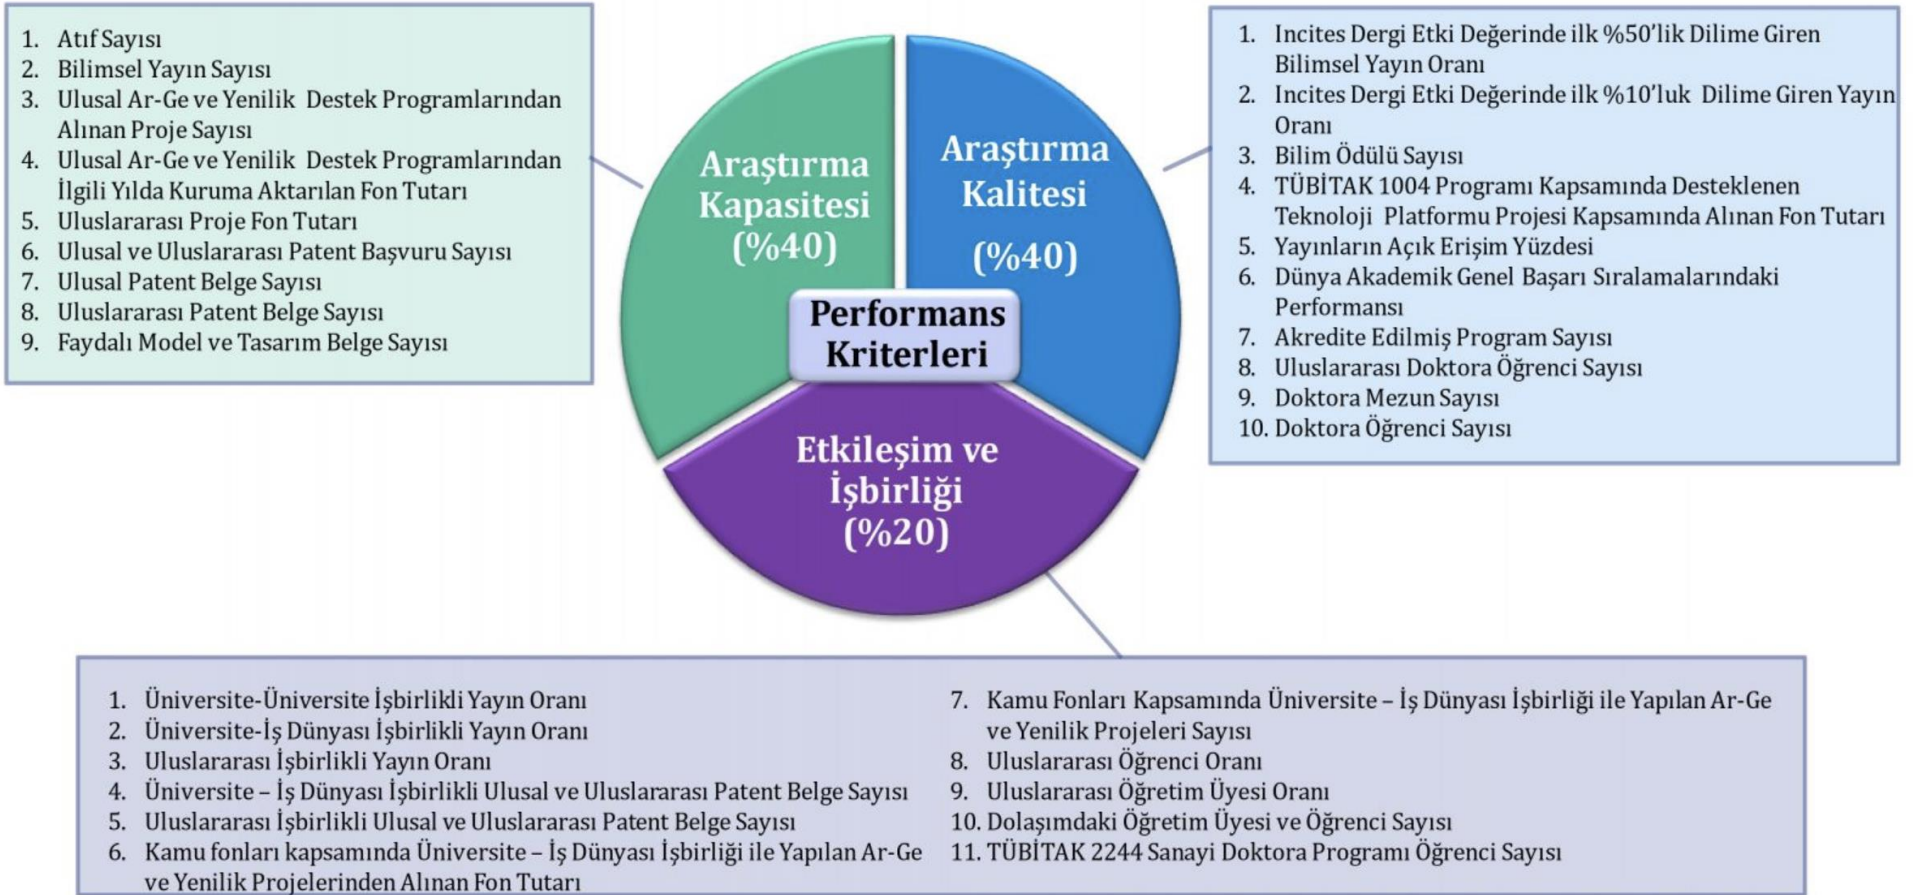 1. Atıf Sayısı
2. Bilimsel Yayın Sayısı
3. Ulusal Ar-Ge ve Yenilik Destek Programlarından
Alınan Proje Sayısı
4. Ulusal Ar-Ge ve Yenilik Destek Programlarından
İlgili Yılda Kuruma Aktarılan Fon Tutarı
5. Uluslararası Proje Fon Tutarı
6. Ulusal ve Uluslararası Patent Başvuru Sayısı
7. Ulusal Patent Belge Sayısı
8. Uluslararası Patent Belge Sayısı
9. Faydalı Model ve Tasarım Belge Sayısı
Araştırma
Kapasitesi
(%40)
Araştırma
Kalitesi
(%40)
Performans
Kriterleri
Etkileşim ve
İşbirliği
(%20)
1. Incites Dergi Etki Değerinde ilk %50’lik Dilime Giren
Bilimsel Yayın Oranı
2. Incites Dergi Etki Değerinde ilk %10’luk Dilime Giren Yayın
Oranı
3. Bilim Ödülü Sayısı
4. TÜBİTAK 1004 Programı Kapsamında Desteklenen
Teknoloji Platformu Projesi Kapsamında Alınan Fon Tutarı
5. Yayınların Açık Erişim Yüzdesi
6. Dünya Akademik Genel Başarı Sıralamalarındaki
Performansı
7. Akredite Edilmiş Program Sayısı
8. Uluslararası Doktora Öğrenci Sayısı
9. Doktora Mezun Sayısı
10. Doktora Öğrenci Sayısı
1. Üniversite-Üniversite İşbirlikli Yayın Oranı
2. Üniversite-İş Dünyası İşbirlikli Yayın Oranı
3. Uluslararası İşbirlikli Yayın Oranı
4. Üniversite – İş Dünyası İşbirlikli Ulusal ve Uluslararası Patent Belge Sayısı
5. Uluslararası İşbirlikli Ulusal ve Uluslararası Patent Belge Sayısı
6. Kamu fonları kapsamında Üniversite – İş Dünyası İşbirliği ile Yapılan Ar-Ge
ve Yenilik Projelerinden Alınan Fon Tutarı
7. Kamu Fonları Kapsamında Üniversite – İş Dünyası İşbirliği ile Yapılan Ar-Ge
ve Yenilik Projeleri Sayısı
8. Uluslararası Öğrenci Oranı
9. Uluslararası Öğretim Üyesi Oranı
10. Dolaşımdaki Öğretim Üyesi ve Öğrenci Sayısı
11. TÜBİTAK 2244 Sanayi Doktora Programı Öğrenci Sayısı